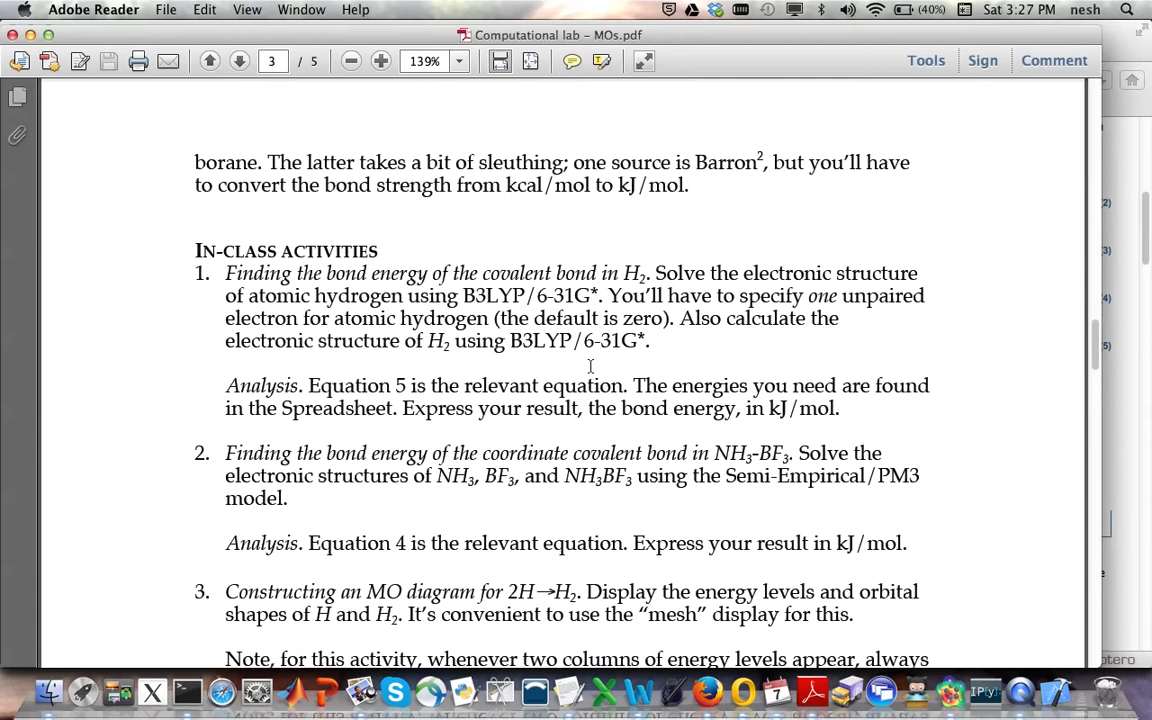 Adobe Reader File Edit View Window Help (40%) Sat 3:27 PM nesh
Computational lab – MOs.pdf
3 / 5 139% Tools Sign Comment
borane. The latter takes a bit of sleuthing; one source is Barron², but you'll have
to convert the bond strength from kcal/mol to kJ/mol.
IN-CLASS ACTIVITIES
1. Finding the bond energy of the covalent bond in H₂. Solve the electronic structure
of atomic hydrogen using B3LYP/6-31G*. You'll have to specify one unpaired
electron for atomic hydrogen (the default is zero). Also calculate the
electronic structure of H₂ using B3LYP/6-31G*.
Analysis. Equation 5 is the relevant equation. The energies you need are found
in the Spreadsheet. Express your result, the bond energy, in kJ/mol.
2. Finding the bond energy of the coordinate covalent bond in NH₃-BF₃. Solve the
electronic structures of NH₃, BF₃, and NH₃BF₃ using the Semi-Empirical/PM3
model.
Analysis. Equation 4 is the relevant equation. Express your result in kJ/mol.
3. Constructing an MO diagram for 2H→H₂. Display the energy levels and orbital
shapes of H and H₂. It's convenient to use the "mesh" display for this.
Note, for this activity, whenever two columns of energy levels appear, always
2)
3)
4)
5)
ptero
7
IP[y]: